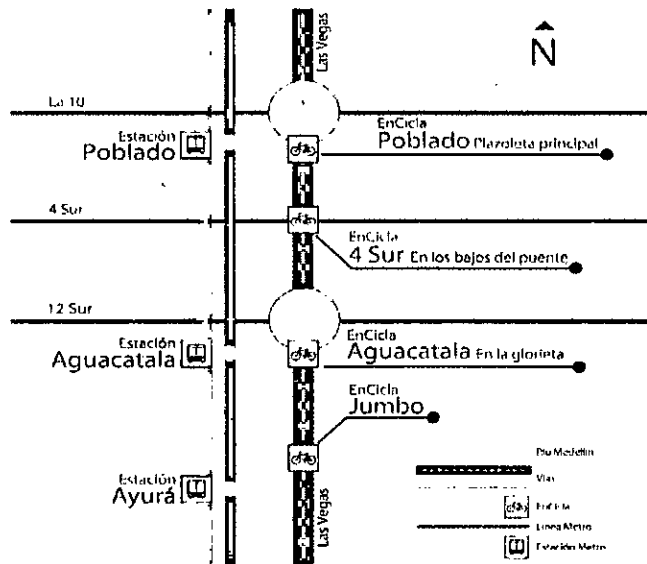 Las Vegas
N
La 10
Estación
Poblado
EnCicla
Poblado Plazoleta principal
4 Sur
EnCicla
4 Sur En los bajos del puente
12 Sur
Estación
Aguacatala
EnCicla
Aguacatala En la glorieta
EnCicla
Jumbo
Estación
Ayurá
Las Vegas
Río Medellín
Vías
EnCicla
Línea Metro
Estación Metro